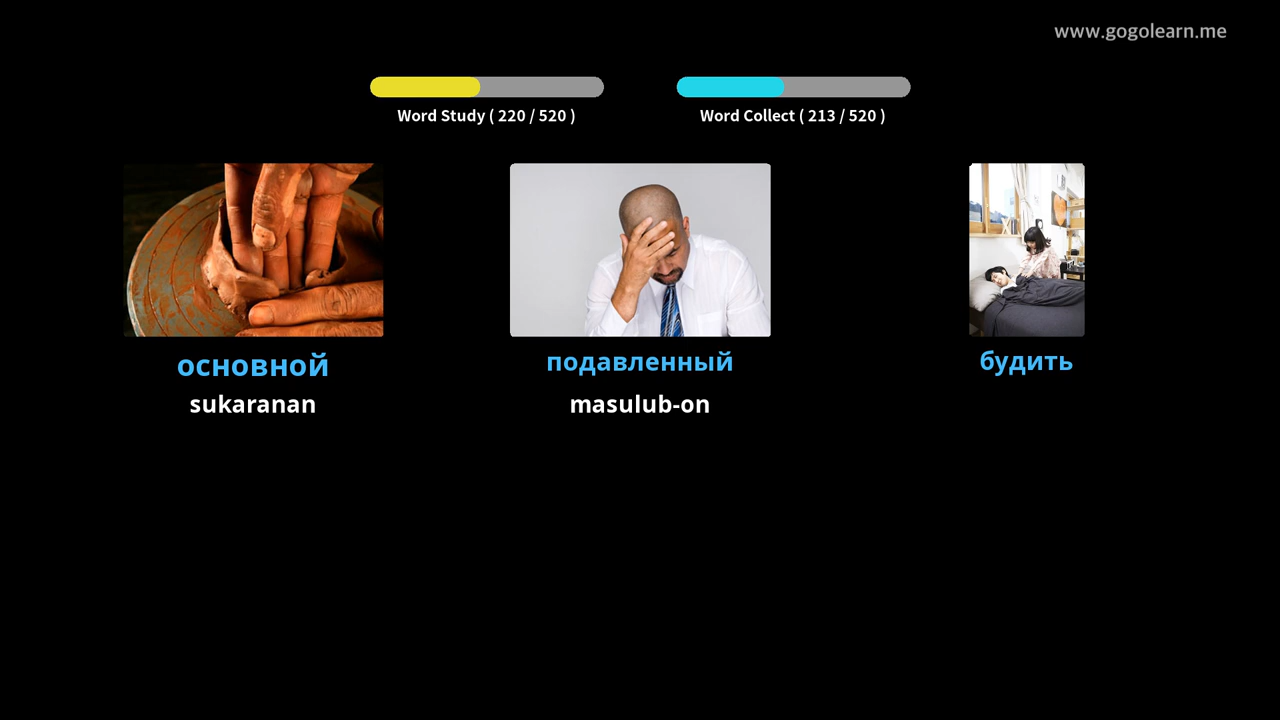 www.gogolearn.me
Word Study ( 220 / 520 )
Word Collect ( 213 / 520 )
основной
sukaranan
подавленный
masulub-on
будить